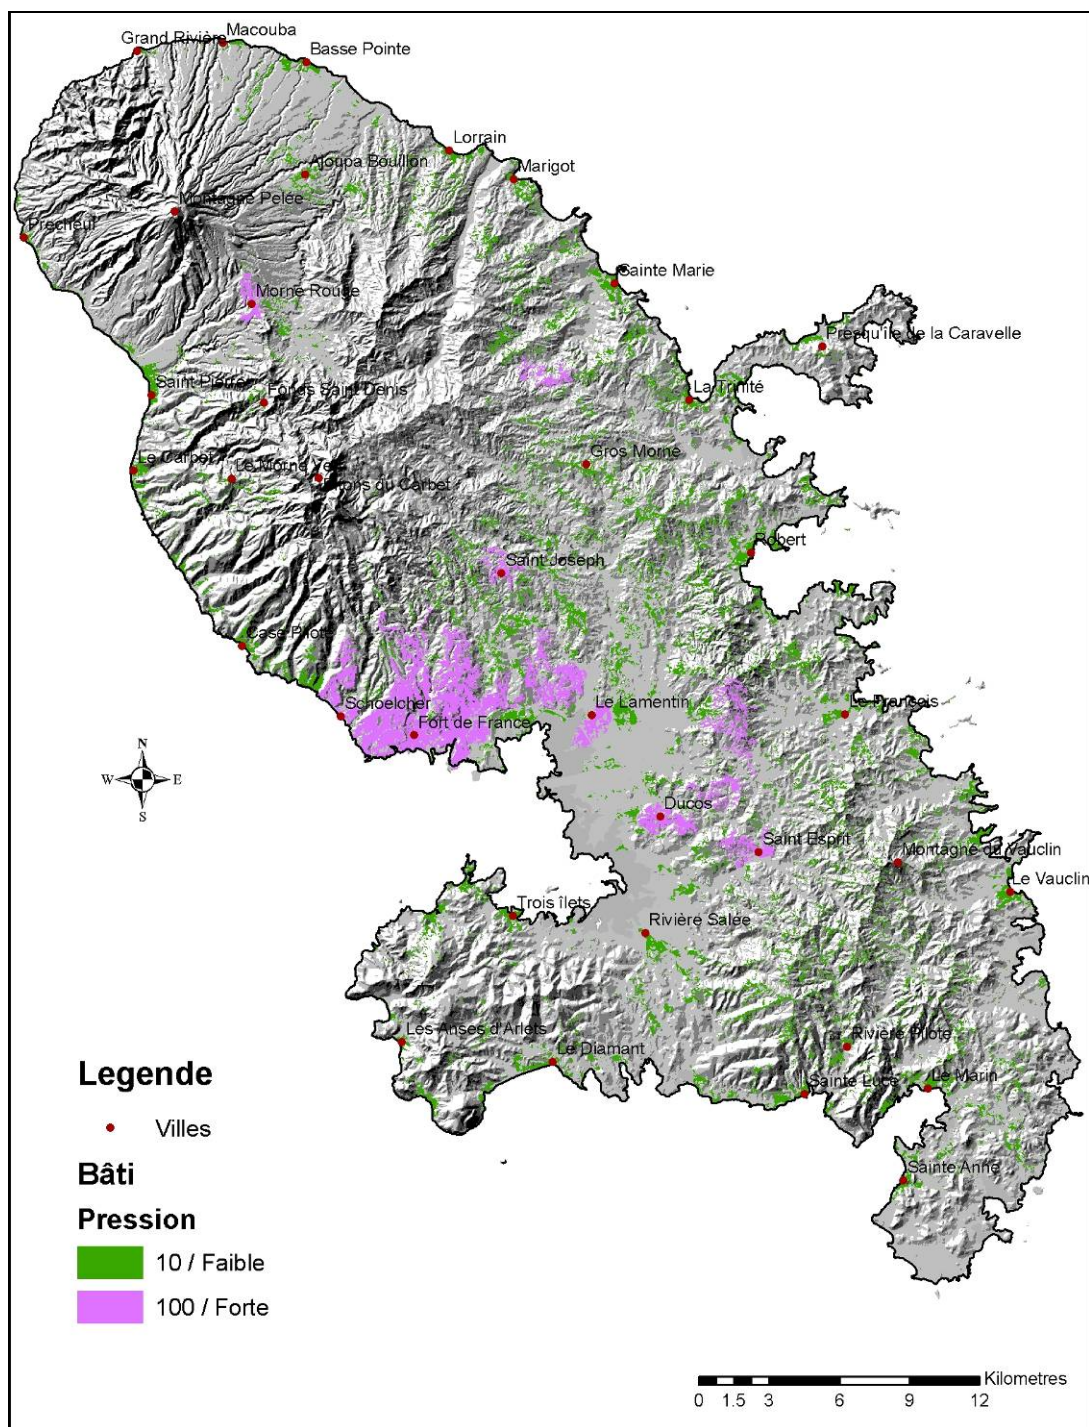 Macouba
Grand Rivière
Basse Pointe
Lorrain
Ajoupa Bouillon
Marigot
Montagne Pelée
Precheur
Sainte Marie
Morne Rouge
Presqu'île de la Caravelle
Saint Pierre
Fonds Saint Denis
La Trinité
Gros Morne
Le Carbet
Le Morne Vert
Pitons du Carbet
Robert
Saint Joseph
Case Pilote
Schoelcher
Le Lamentin
Le François
Fort de France
N
W
E
S
Ducos
Saint Esprit
Montagne du Vauclin
Le Vauclin
Trois îlets
Rivière Salée
Les Anses d'Arlets
Rivière Pilote
Le Diamant
Sainte Luce
Le Marin
Sainte Anne
Legende
Villes
Bâti
Pression
10 / Faible
100 / Forte
Kilometres
0 1.5 3 6 9 12